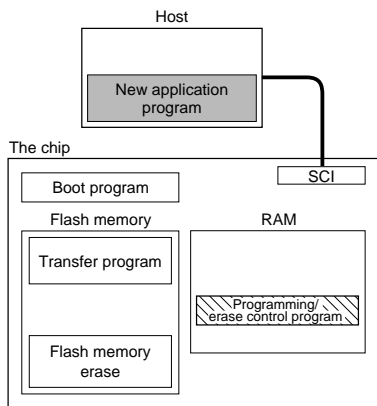 Host
New application
program
The chip
SCI
Boot program
Flash memory
RAM
Transfer program
Programming/
erase control program
Flash memory
erase